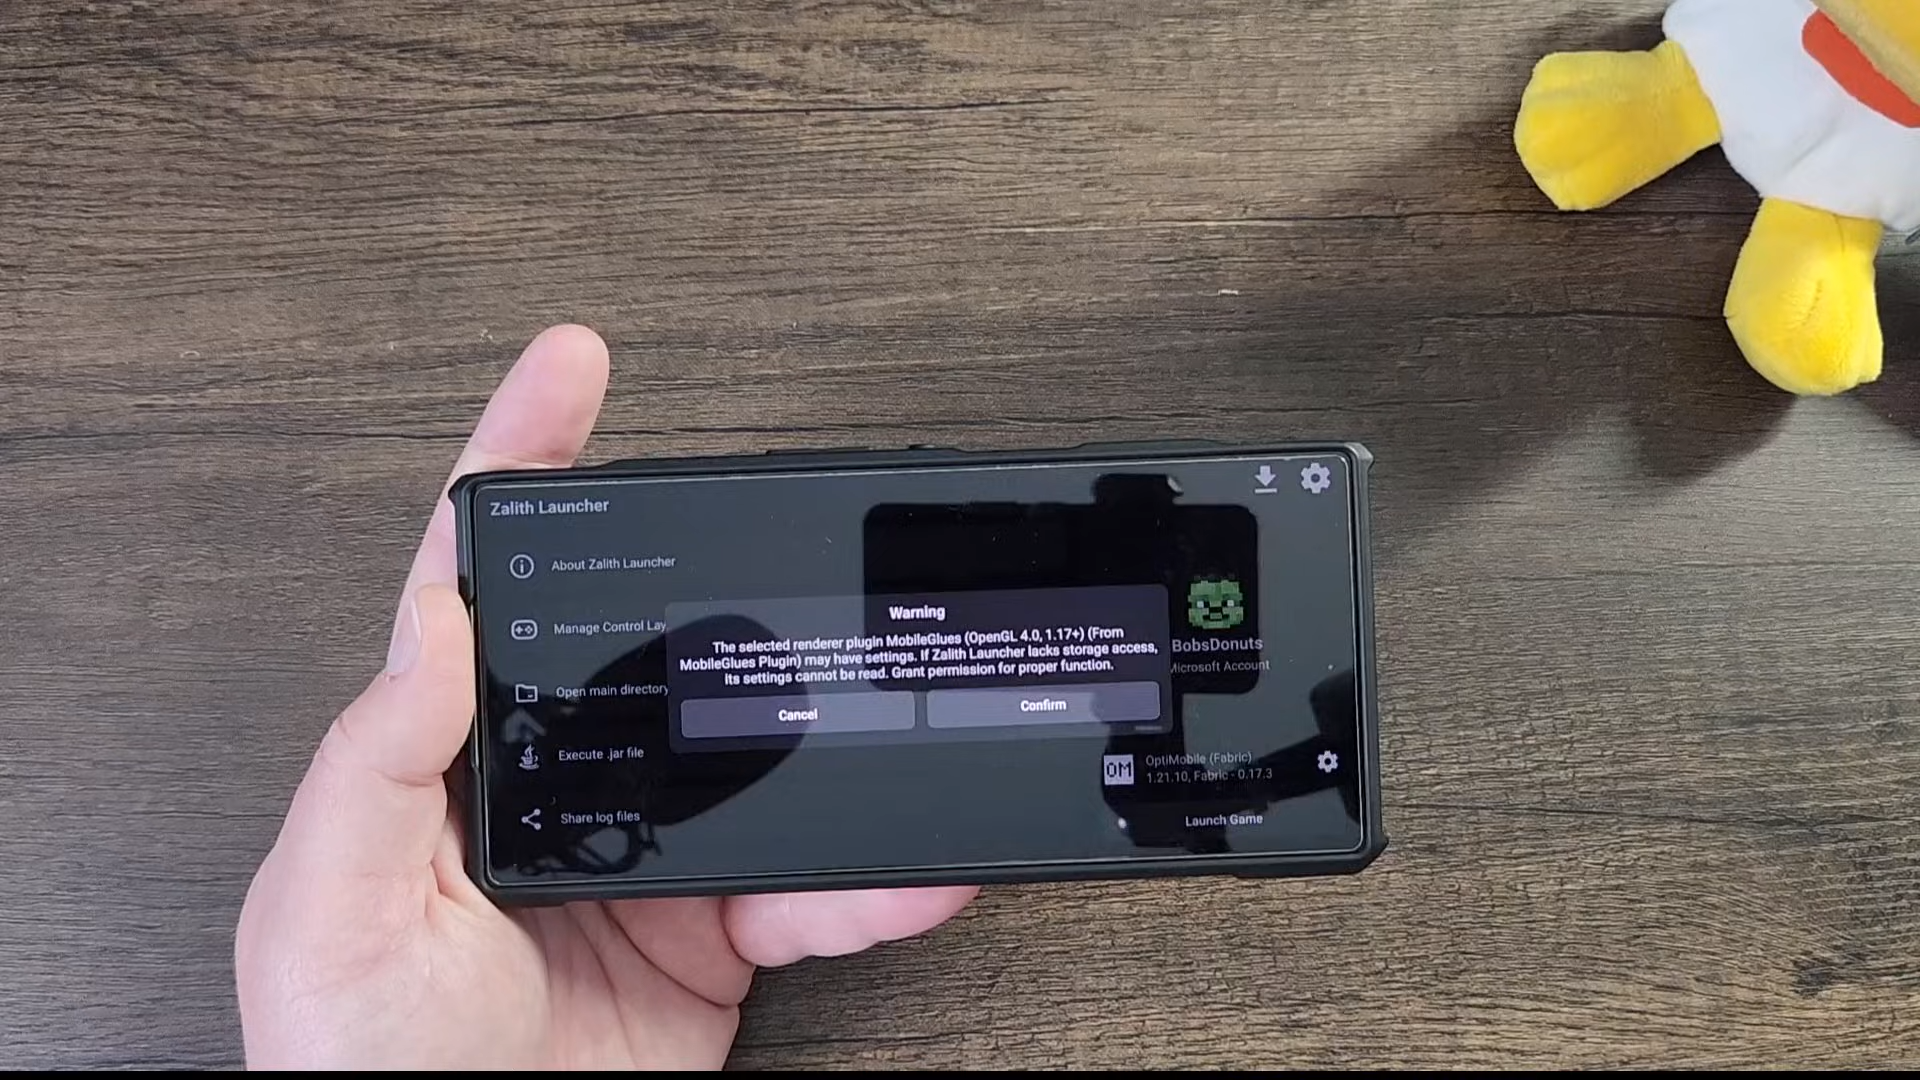 Zalith Launcher
About Zalith Launcher
Manage Control Lay
Open main directory
Execute .jar file
Share log files
Warning
The selected renderer plugin MobileGlues (OpenGL 4.0, 1.17+) (From
MobileGlues Plugin) may have settings. If Zalith Launcher lacks storage access,
its settings cannot be read. Grant permission for proper function.
Cancel
Confirm
BobsDonuts
Microsoft Account
OM
OptiMobile (Fabric)
1.21.10, Fabric - 0.17.3
Launch Game